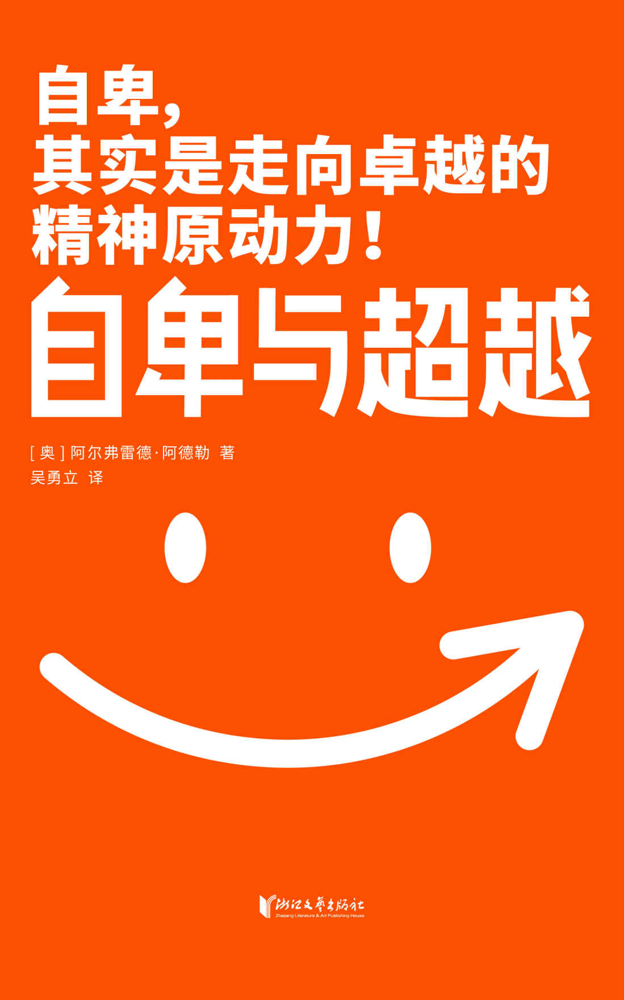 自卑,
其实是走向卓越的
精神原动力!
自卑与超越
[ 奥 ] 阿尔弗雷德·阿德勒 著
吴勇立 译
浙江文艺出版社
Zhejiang Literature & Art Publishing House